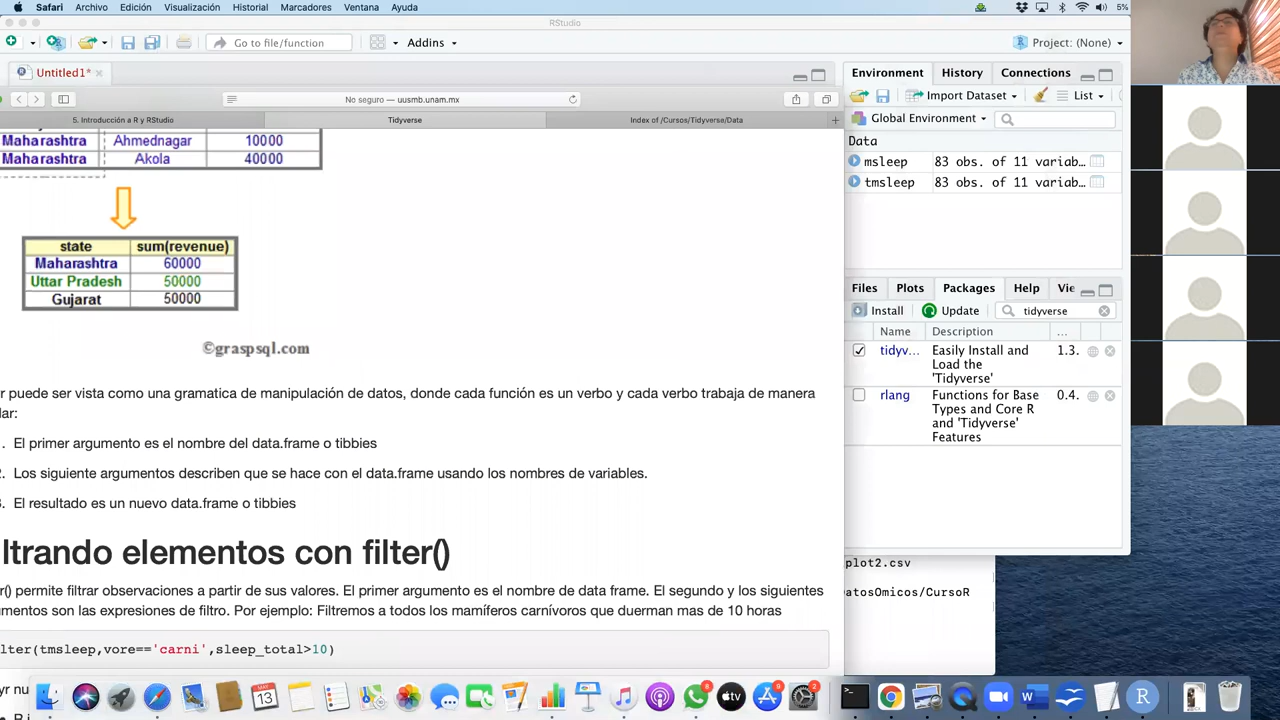 Safari Archivo Edición Visualización Historial Marcadores Ventana Ayuda 5%
RStudio
Go to file/function Addins Project: (None)
Untitled1*
No seguro — uusmb.unam.mx
5. Introducción a R y RStudio Tidyverse Index of /Cursos/Tidyverse/Data
Maharashtra Ahmednagar 10000
Maharashtra Akola 40000
state sum(revenue)
Maharashtra 60000
Uttar Pradesh 50000
Gujarat 50000
©graspsql.com
r puede ser vista como una gramatica de manipulación de datos, donde cada función es un verbo y cada verbo trabaja de manera
lar:
. El primer argumento es el nombre del data.frame o tibbies
2. Los siguiente argumentos describen que se hace con el data.frame usando los nombres de variables.
3. El resultado es un nuevo data.frame o tibbies
ltrando elementos con filter()
r() permite filtrar observaciones a partir de sus valores. El primer argumento es el nombre de data frame. El segundo y los siguientes
umentos son las expresiones de filtro. Por ejemplo: Filtremos a todos los mamíferos carnívoros que duerman mas de 10 horas
lter(tmsleep,vore=='carni',sleep_total>10)
yr nu
Environment History Connections
Import Dataset List
Global Environment
Data
msleep 83 obs. of 11 variab…
tmsleep 83 obs. of 11 variab…
Files Plots Packages Help Vie
Install Update tidyverse
Name Description …
tidyv… Easily Install and 1.3.
Load the
'Tidyverse'
rlang Functions for Base 0.4.
Types and Core R
and 'Tidyverse'
Features
plot2.csv
DatosOmicos/CursoR